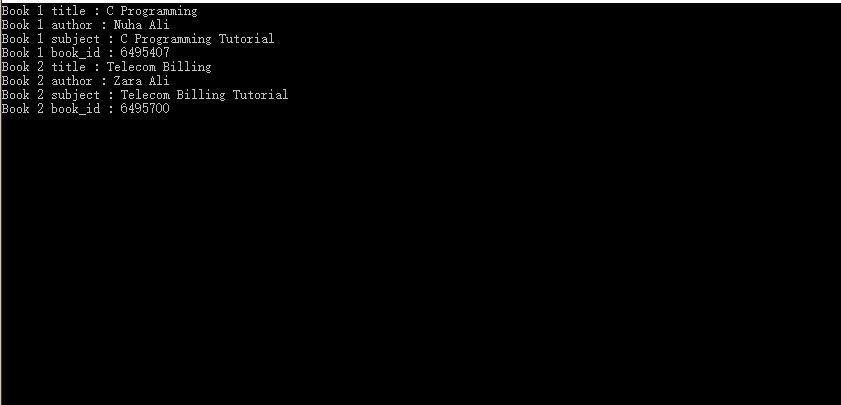 Book 1 title : C Programming
Book 1 author : Nuha Ali
Book 1 subject : C Programming Tutorial
Book 1 book_id : 6495407
Book 2 title : Telecom Billing
Book 2 author : Zara Ali
Book 2 subject : Telecom Billing Tutorial
Book 2 book_id : 6495700